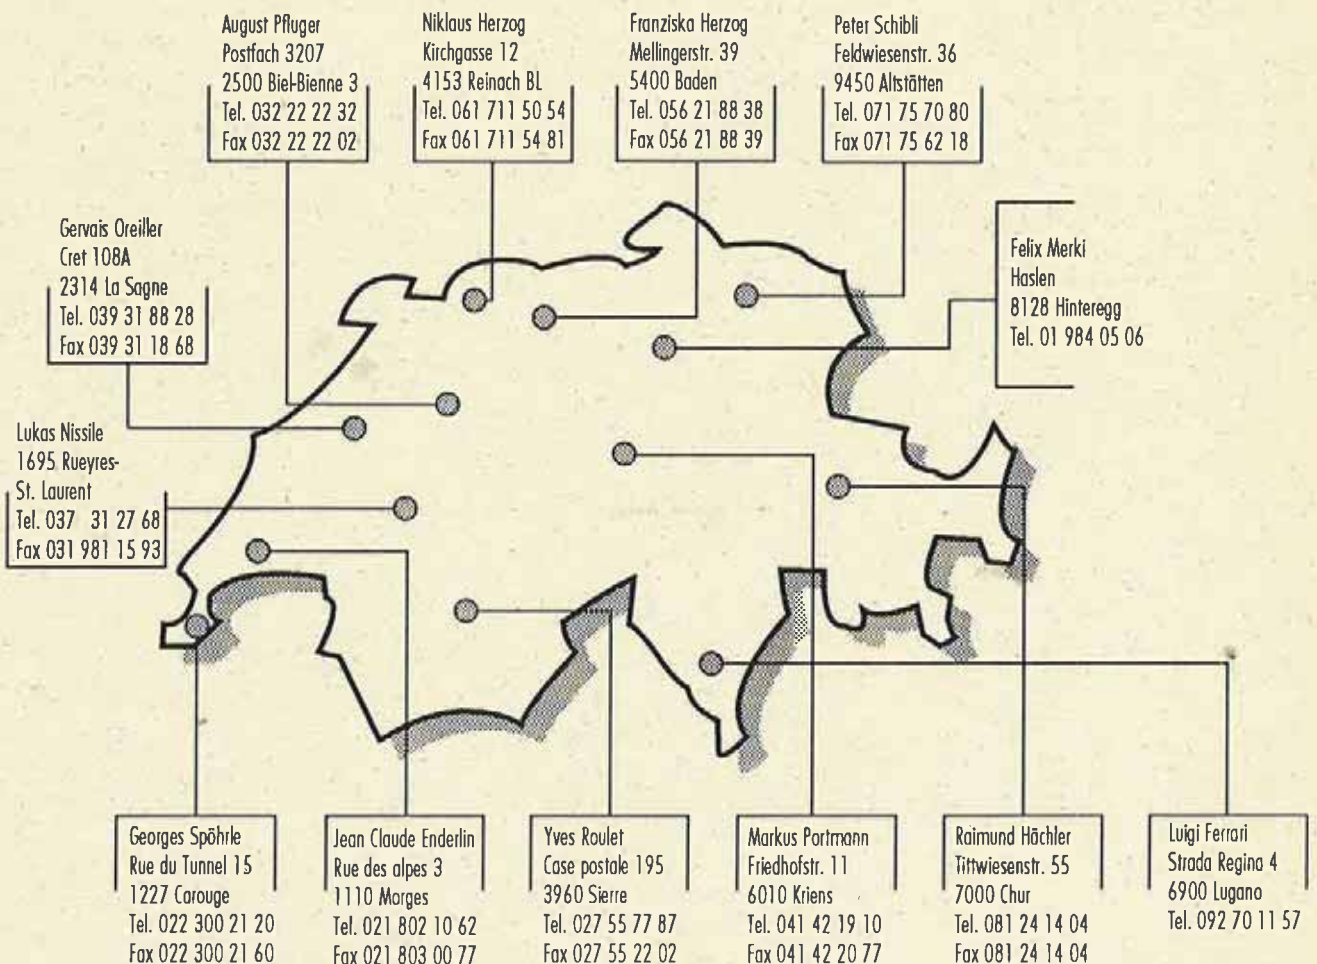 August Pfluger
Postfach 3207
2500 Biel-Bienne 3
Tel. 032 22 22 32
Fax 032 22 22 02
Niklaus Herzog
Kirchgasse 12
4153 Reinach BL
Tel. 061 711 50 54
Fax 061 711 54 81
Franziska Herzog
Mellingerstr. 39
5400 Baden
Tel. 056 21 88 38
Fax 056 21 88 39
Peter Schibli
Feldwiesenstr. 36
9450 Altstätten
Tel. 071 75 70 80
Fax 071 75 62 18
Gervais Oreiller
Cret 108A
2314 La Sagne
Tel. 039 31 88 28
Fax 039 31 18 68
Felix Merki
Haslen
8128 Hinteregg
Tel. 01 984 05 06
Lukas Nissile
1695 Rueyres-
St. Laurent
Tel. 037 31 27 68
Fax 031 981 15 93
Georges Spöhrle
Rue du Tunnel 15
1227 Carouge
Tel. 022 300 21 20
Fax 022 300 21 60
Jean Claude Enderlin
Rue des alpes 3
1110 Morges
Tel. 021 802 10 62
Fax 021 803 00 77
Yves Roulet
Case postale 195
3960 Sierre
Tel. 027 55 77 87
Fax 027 55 22 02
Markus Portmann
Friedhofstr. 11
6010 Kriens
Tel. 041 42 19 10
Fax 041 42 20 77
Raimund Hächler
Tittwiesenstr. 55
7000 Chur
Tel. 081 24 14 04
Fax 081 24 14 04
Luigi Ferrari
Strada Regina 4
6900 Lugano
Tel. 092 70 11 57